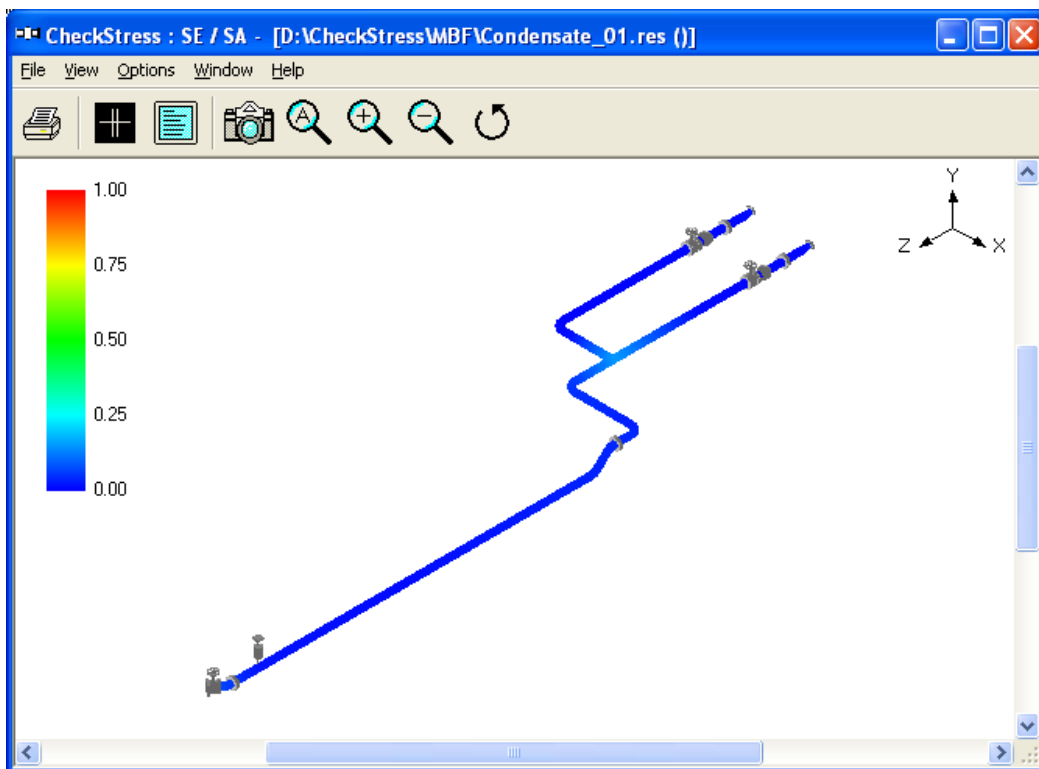 CheckStress : SE / SA - [D:\CheckStress\MBF\Condensate_01.res ()]
File View Options Window Help
A
1.00
0.75
0.50
0.25
0.00
Y
Z X